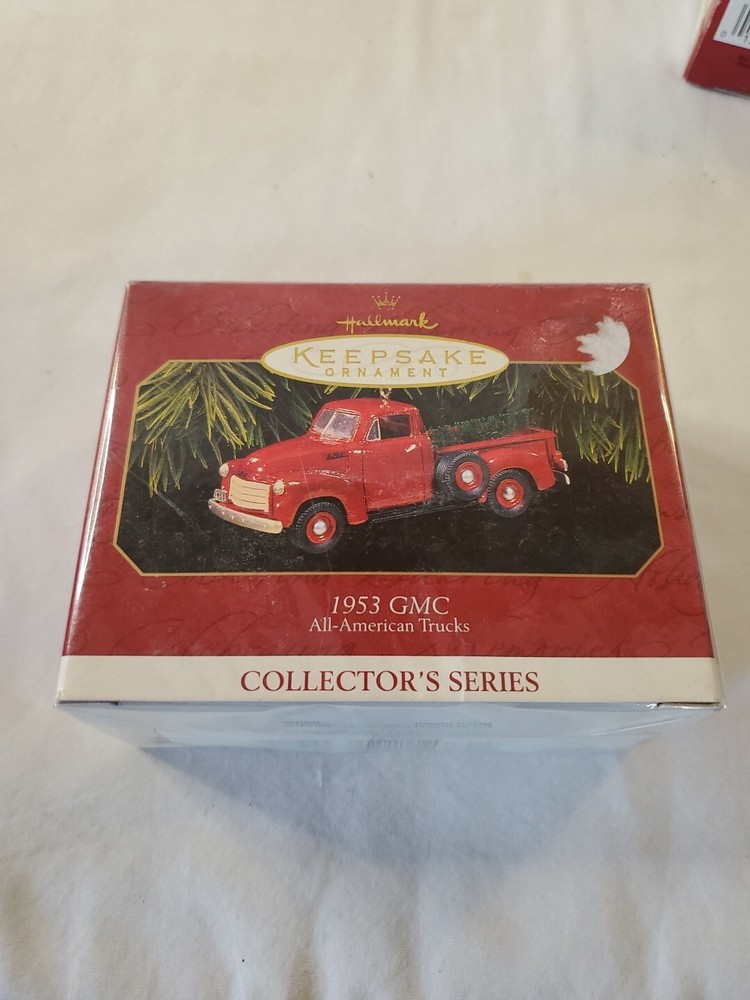 Hallmark
KEEPSAKE
ORNAMENT
1953 GMC
All-American Trucks
COLLECTOR'S SERIES